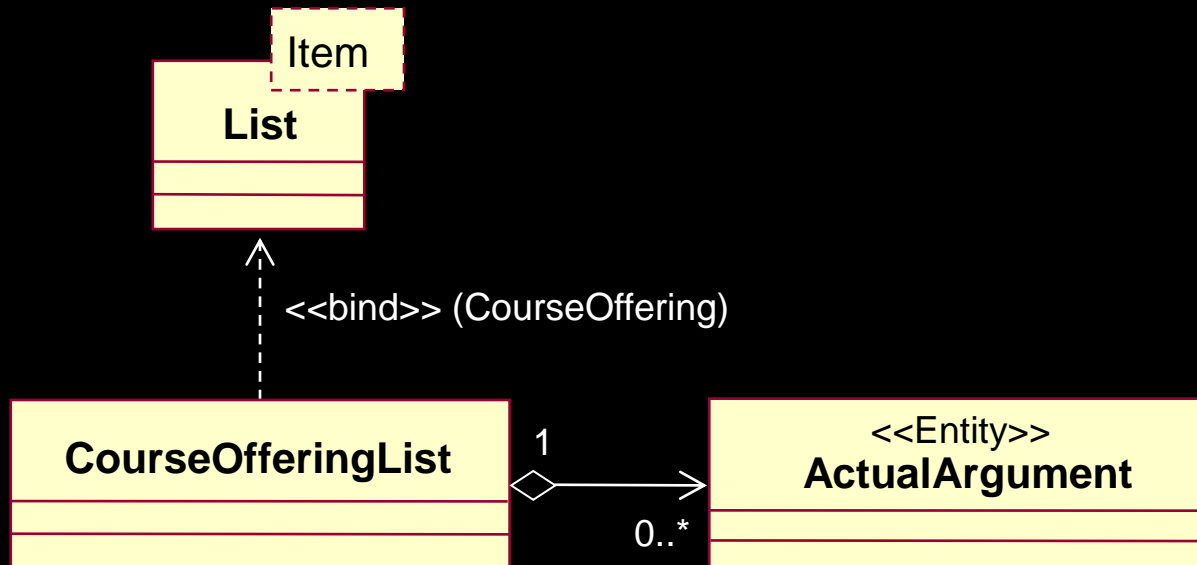 Item
List
<<bind>> (CourseOffering)
CourseOfferingList
1
0..*
<<Entity>>
ActualArgument